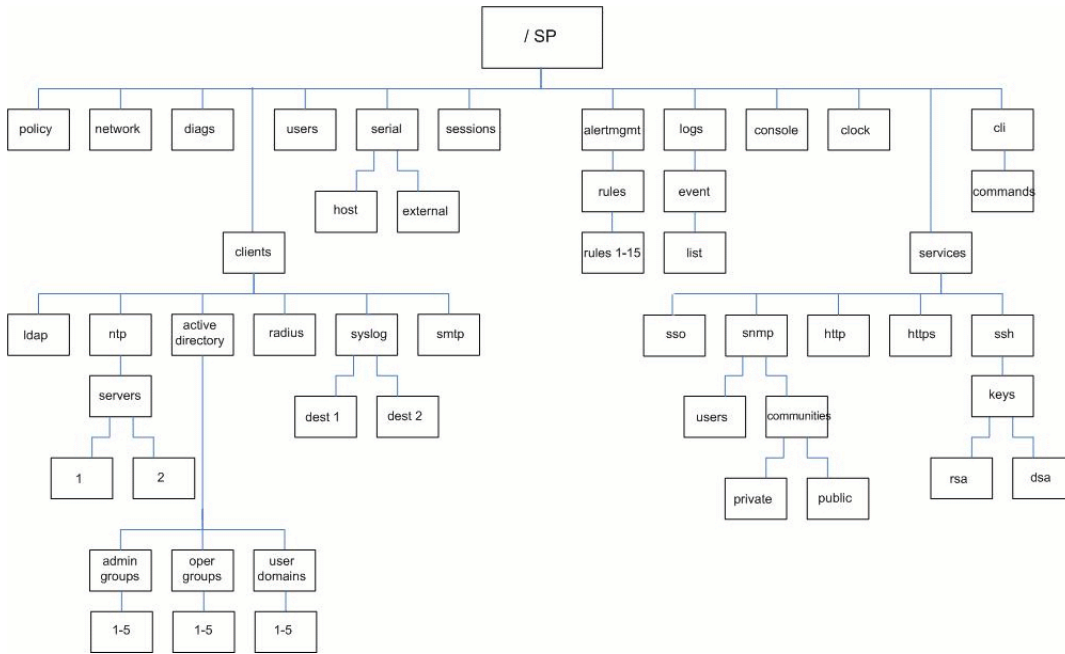 / SP
policy
network
diags
users
serial
sessions
alertmgmt
logs
console
clock
cli
host
external
rules
event
commands
clients
rules 1-15
list
services
ldap
ntp
active
directory
radius
syslog
smtp
sso
snmp
http
https
ssh
servers
dest 1
dest 2
users
communities
keys
1
2
private
public
rsa
dsa
admin
groups
oper
groups
user
domains
1-5
1-5
1-5